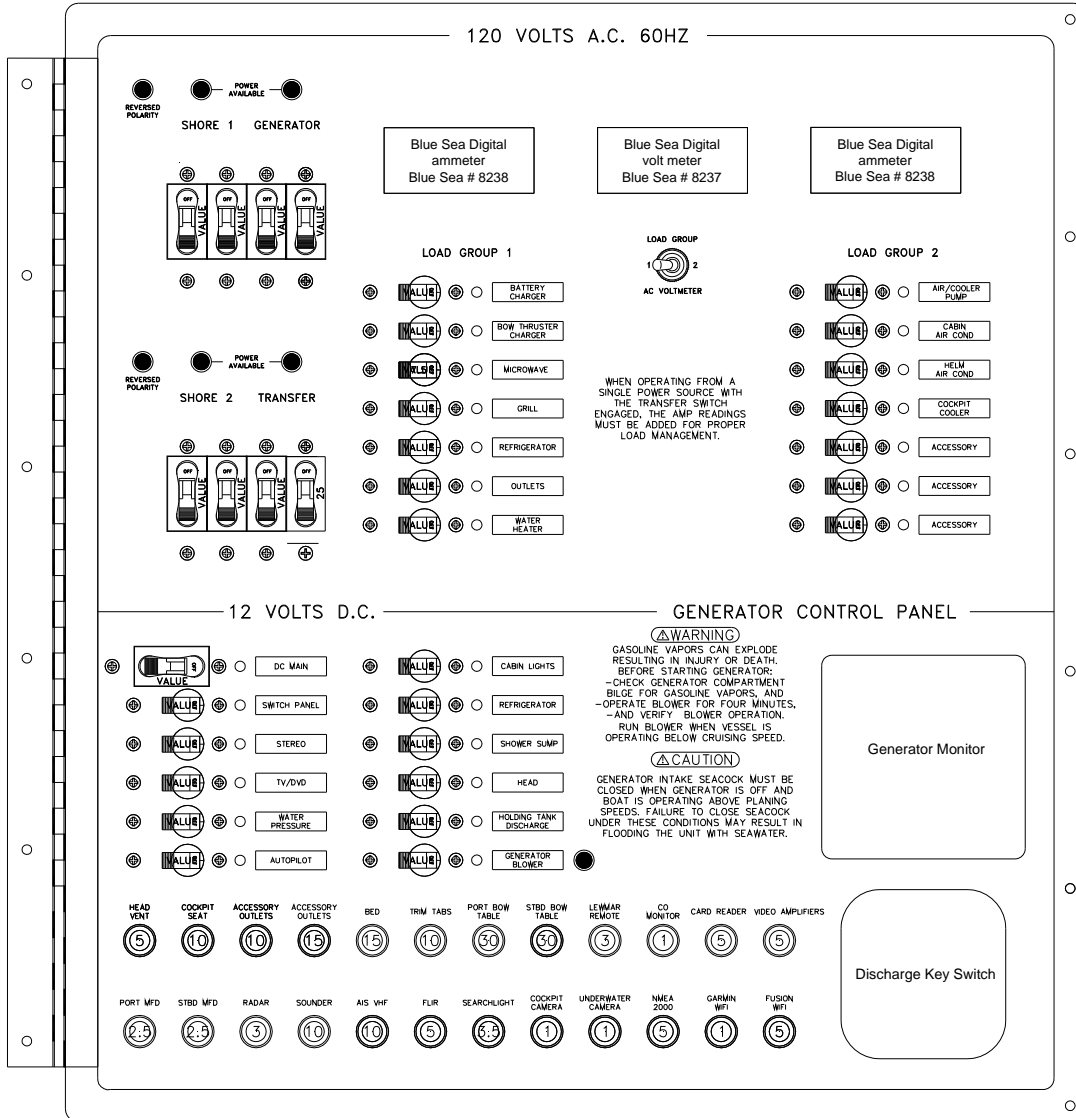 120 VOLTS A.C. 60HZ
POWER
AVAILABLE
REVERSED
POLARITY
SHORE 1 GENERATOR
OFF OFF OFF OFF
VALUE VALUE VALUE VALUE
Blue Sea Digital
ammeter
Blue Sea # 8238
Blue Sea Digital
volt meter
Blue Sea # 8237
Blue Sea Digital
ammeter
Blue Sea # 8238
POWER
AVAILABLE
REVERSED
POLARITY
SHORE 2 TRANSFER
OFF OFF OFF OFF
VALUE VALUE VALUE 25
LOAD GROUP 1
VALUE BATTERY
CHARGER
VALUE BOW THRUSTER
CHARGER
MICROWAVE
VALUE GRILL
VALUE REFRIGERATOR
VALUE OUTLETS
VALUE WATER
HEATER
LOAD GROUP
1 2
AC VOLTMETER
WHEN OPERATING FROM A
SINGLE POWER SOURCE WITH
THE TRANSFER SWITCH
ENGAGED, THE AMP READINGS
MUST BE ADDED FOR PROPER
LOAD MANAGEMENT.
LOAD GROUP 2
VALUE AIR/COOLER
PUMP
VALUE CABIN
AIR COND
VALUE HELM
AIR COND
VALUE COCKPIT
COOLER
VALUE ACCESSORY
VALUE ACCESSORY
VALUE ACCESSORY
12 VOLTS D.C.
OFF
VALUE DC MAIN
VALUE SWITCH PANEL
VALUE STEREO
VALUE TV/DVD
VALUE WATER
PRESSURE
VALUE AUTOPILOT
VALUE CABIN LIGHTS
VALUE REFRIGERATOR
VALUE SHOWER SUMP
VALUE HEAD
VALUE HOLDING TANK
DISCHARGE
VALUE GENERATOR
BLOWER
GENERATOR CONTROL PANEL
⚠WARNING
GASOLINE VAPORS CAN EXPLODE
RESULTING IN INJURY OR DEATH.
BEFORE STARTING GENERATOR:
-CHECK GENERATOR COMPARTMENT
BILGE FOR GASOLINE VAPORS, AND
-OPERATE BLOWER FOR FOUR MINUTES,
-AND VERIFY BLOWER OPERATION.
RUN BLOWER WHEN VESSEL IS
OPERATING BELOW CRUISING SPEED.
⚠CAUTION
GENERATOR INTAKE SEACOCK MUST BE
CLOSED WHEN GENERATOR IS OFF AND
BOAT IS OPERATING ABOVE PLANING
SPEEDS. FAILURE TO CLOSE SEACOCK
UNDER THESE CONDITIONS MAY RESULT IN
FLOODING THE UNIT WITH SEAWATER.
Generator Monitor
HEAD
VENT
5
COCKPIT
SEAT
10
ACCESSORY
OUTLETS
10
ACCESSORY
OUTLETS
15
BED
15
TRIM TABS
10
PORT BOW
TABLE
30
STBD BOW
TABLE
30
LEWMAR
REMOTE
3
CO
MONITOR
1
CARD READER
5
VIDEO AMPLIFIERS
5
PORT MFD
2.5
STBD MFD
2.5
RADAR
3
SOUNDER
10
AIS VHF
10
FLIR
5
SEARCHLIGHT
3.5
COCKPIT
CAMERA
1
UNDERWATER
CAMERA
1
NMEA
2000
5
GARMIN
WIFI
1
FUSION
WIFI
5
Discharge Key Switch